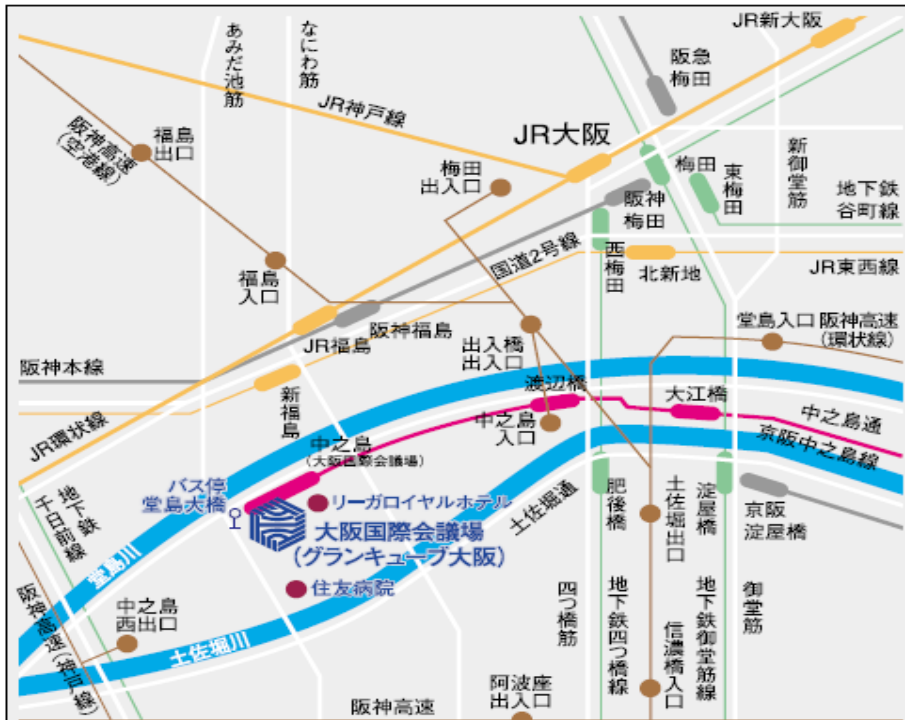 JR新大阪
あみだ池筋
なにわ筋
阪急
梅田
JR神戸線
JR大阪
阪神高速
(空港線)
福島
出口
梅田
出入口
梅田
東梅田
新御堂筋
地下鉄
谷町線
阪神
梅田
国道2号線
西梅田
北新地
JR東西線
福島
入口
阪神福島
JR福島
出入橋
出入口
堂島入口
阪神高速
(環状線)
阪神本線
新福島
渡辺橋
大江橋
中之島通
JR環状線
中之島
(大阪国際会議場)
中之島
入口
京阪中之島線
バス停
堂島大橋
リーガロイヤルホテル
土佐堀通
肥後橋
土佐堀出口
淀屋橋
京阪
淀屋橋
地下鉄
千日前線
大阪国際会議場
(グランキューブ大阪)
堂島川
住友病院
四つ橋筋
地下鉄四つ橋線
信濃橋入口
地下鉄御堂筋線
御堂筋
阪神高速(神戸線)
中之島
西出口
土佐堀川
阪神高速
阿波座
出入口